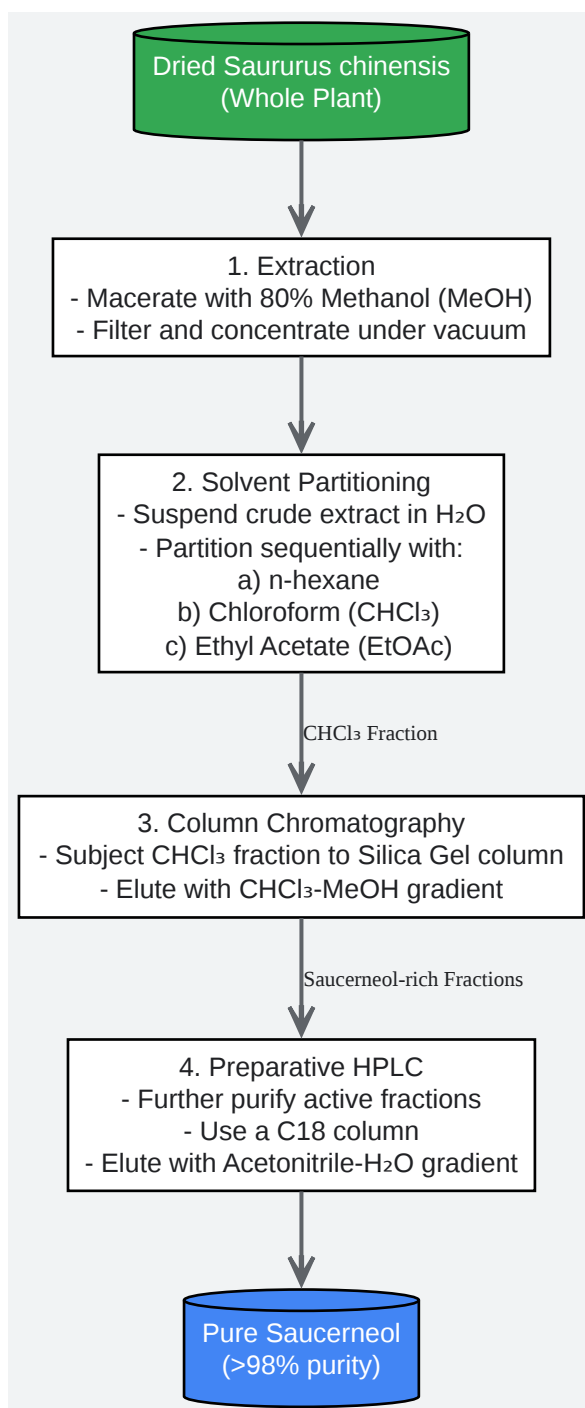 Dried Saururus chinensis
(Whole Plant)
1. Extraction
- Macerate with 80% Methanol (MeOH)
- Filter and concentrate under vacuum
2. Solvent Partitioning
- Suspend crude extract in H₂O
- Partition sequentially with:
a) n-hexane
b) Chloroform (CHCl₃)
c) Ethyl Acetate (EtOAc)
CHCl₃ Fraction
3. Column Chromatography
- Subject CHCl₃ fraction to Silica Gel column
- Elute with CHCl₃-MeOH gradient
Saucerneol-rich Fractions
4. Preparative HPLC
- Further purify active fractions
- Use a C18 column
- Elute with Acetonitrile-H₂O gradient
Pure Saucerneol
(>98% purity)